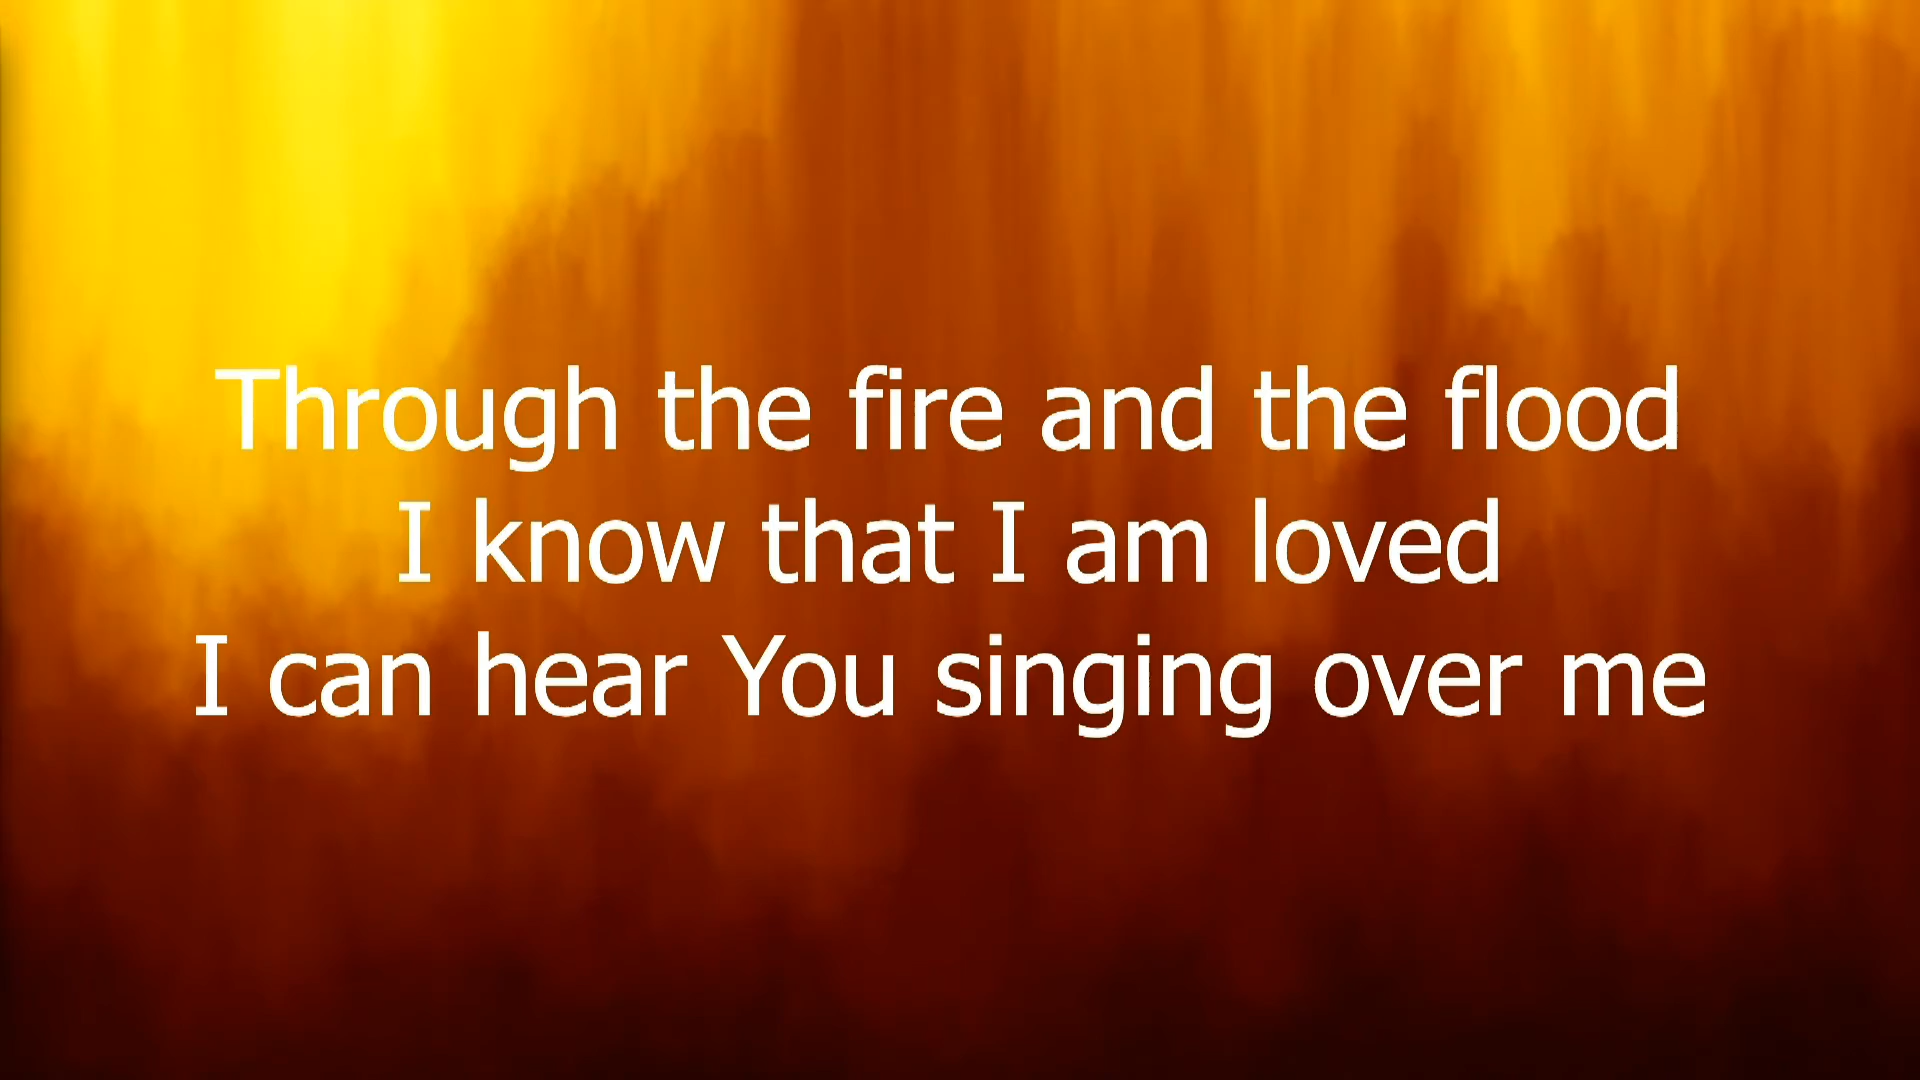 Through the fire and the flood
I know that I am loved
I can hear You singing over me